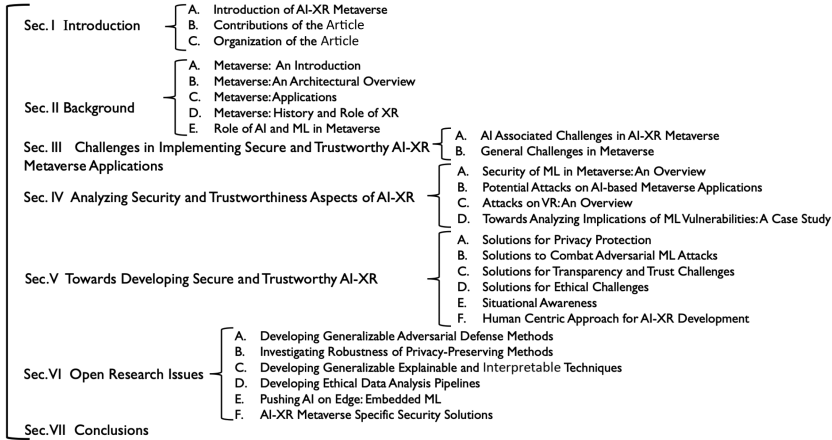 Sec. I Introduction
A. Introduction of AI-XR Metaverse
B. Contributions of the Article
C. Organization of the Article
Sec. II Background
A. Metaverse: An Introduction
B. Metaverse: An Architectural Overview
C. Metaverse: Applications
D. Metaverse: History and Role of XR
E. Role of AI and ML in Metaverse
Sec. III Challenges in Implementing Secure and Trustworthy AI-XR
Metaverse Applications
A. AI Associated Challenges in AI-XR Metaverse
B. General Challenges in Metaverse
Sec. IV Analyzing Security and Trustworthiness Aspects of AI-XR
A. Security of ML in Metaverse: An Overview
B. Potential Attacks on AI-based Metaverse Applications
C. Attacks on VR: An Overview
D. Towards Analyzing Implications of ML Vulnerabilities: A Case Study
Sec. V Towards Developing Secure and Trustworthy AI-XR
A. Solutions for Privacy Protection
B. Solutions to Combat Adversarial ML Attacks
C. Solutions for Transparency and Trust Challenges
D. Solutions for Ethical Challenges
E. Situational Awareness
F. Human Centric Approach for AI-XR Development
Sec. VI Open Research Issues
A. Developing Generalizable Adversarial Defense Methods
B. Investigating Robustness of Privacy-Preserving Methods
C. Developing Generalizable Explainable and Interpretable Techniques
D. Developing Ethical Data Analysis Pipelines
E. Pushing AI on Edge: Embedded ML
F. AI-XR Metaverse Specific Security Solutions
Sec. VII Conclusions